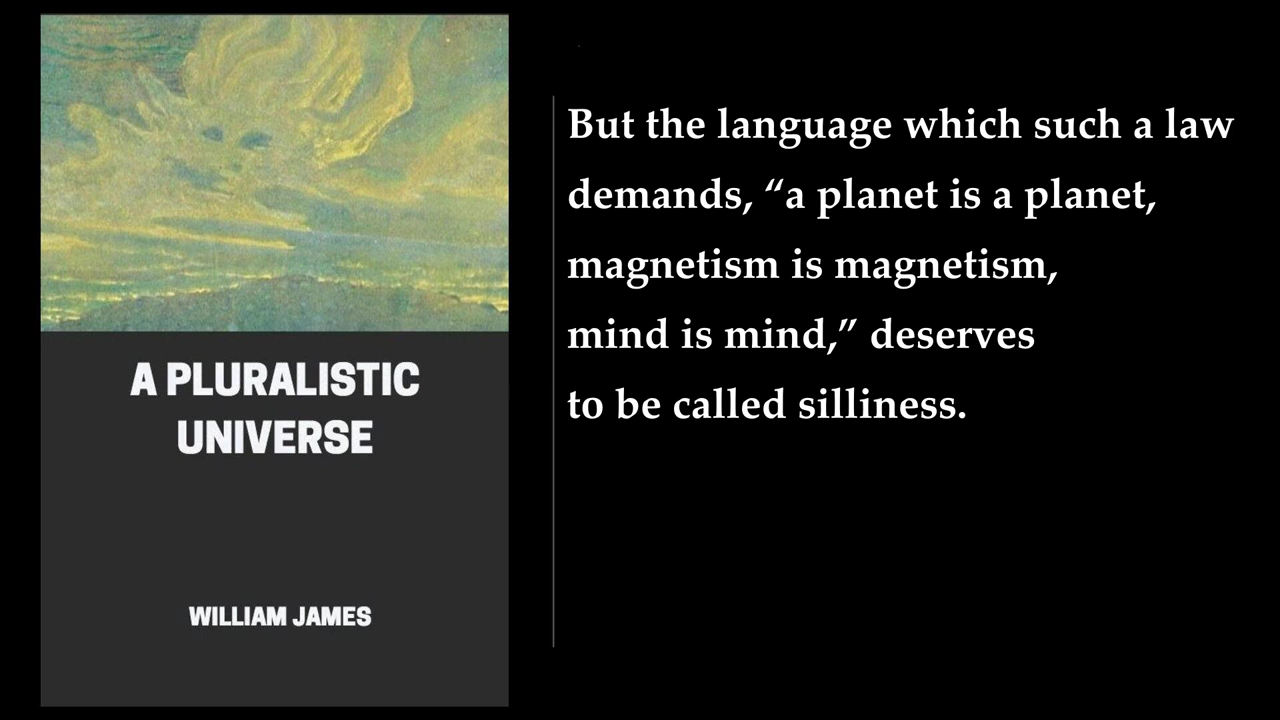 A PLURALISTIC
UNIVERSE
WILLIAM JAMES
But the language which such a law
demands, “a planet is a planet,
magnetism is magnetism,
mind is mind,” deserves
to be called silliness.